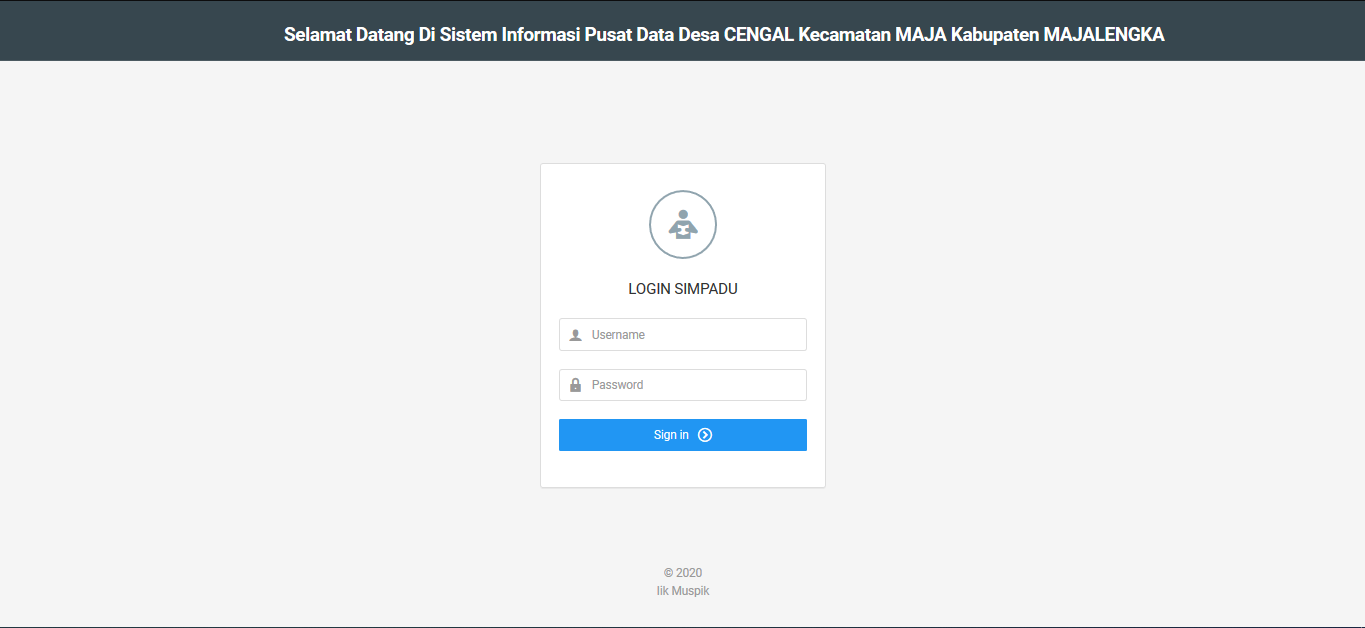 Selamat Datang Di Sistem Informasi Pusat Data Desa CENGAL Kecamatan MAJA Kabupaten MAJALENGKA
LOGIN SIMPADU
Username
Password
Sign in
© 2020
Iik Muspik